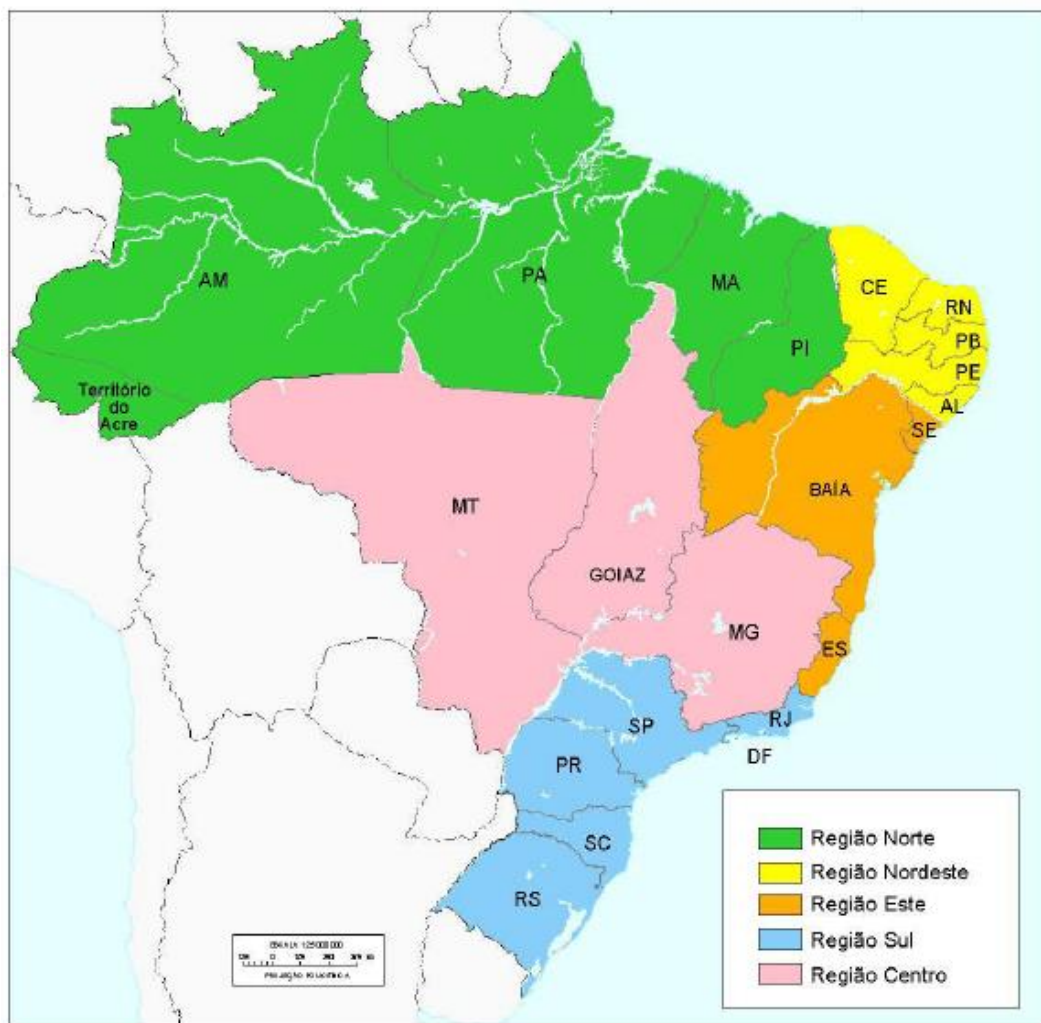 AM
PA
MA
CE
RN
PI
PB
PE
Território
do
Acre
AL
SE
MT
BAÍA
GOIAZ
MG
ES
SP
RJ
DF
PR
SC
RS
Região Norte
Região Nordeste
Região Este
Região Sul
Região Centro